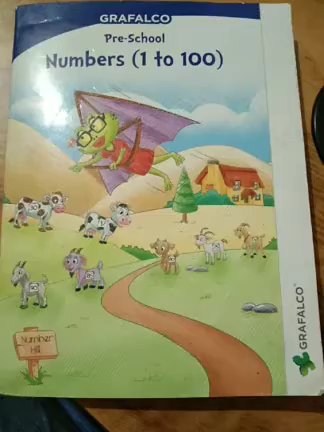 GRAFALCO
Pre-School
Numbers (1 to 100)
Number
Hill
GRAFALCO